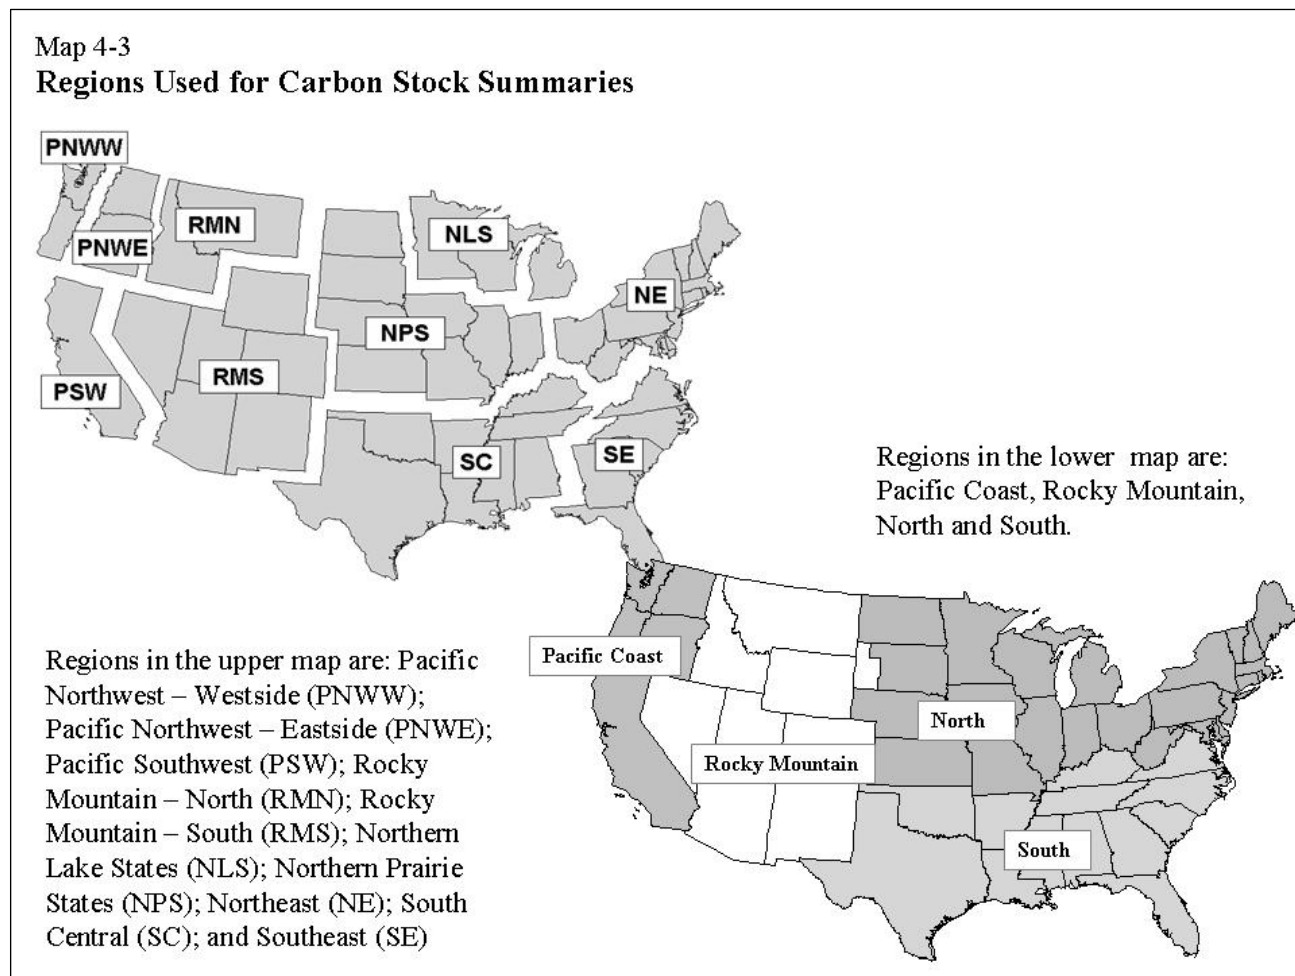 Map 4-3
Regions Used for Carbon Stock Summaries
PNWW
RMN
NLS
PNWE
NE
NPS
RMS
PSW
SC
SE
Regions in the lower map are:
Pacific Coast, Rocky Mountain,
North and South.
Regions in the upper map are: Pacific
Northwest – Westside (PNWW);
Pacific Northwest – Eastside (PNWE);
Pacific Southwest (PSW); Rocky
Mountain – North (RMN); Rocky
Mountain – South (RMS); Northern
Lake States (NLS); Northern Prairie
States (NPS); Northeast (NE); South
Central (SC); and Southeast (SE)
Pacific Coast
North
Rocky Mountain
South